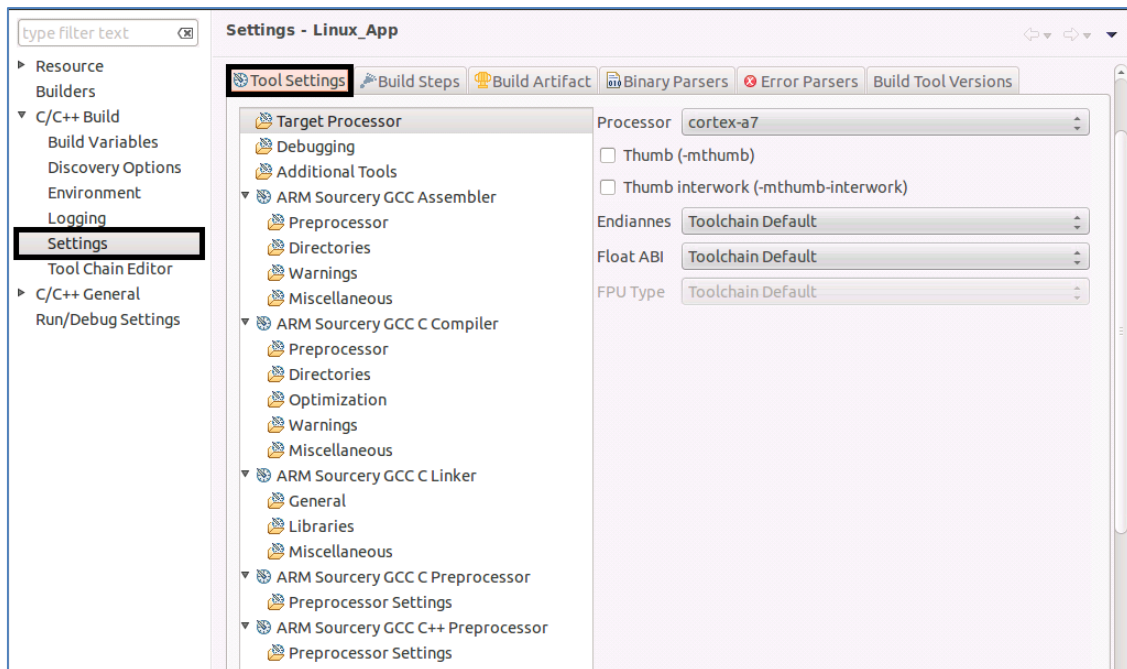 type filter text
Resource
Builders
C/C++ Build
Build Variables
Discovery Options
Environment
Logging
Settings
Tool Chain Editor
C/C++ General
Run/Debug Settings
Settings - Linux_App
Tool Settings Build Steps Build Artifact Binary Parsers Error Parsers Build Tool Versions
Target Processor
Debugging
Additional Tools
ARM Sourcery GCC Assembler
Preprocessor
Directories
Warnings
Miscellaneous
ARM Sourcery GCC C Compiler
Preprocessor
Directories
Optimization
Warnings
Miscellaneous
ARM Sourcery GCC C Linker
General
Libraries
Miscellaneous
ARM Sourcery GCC C Preprocessor
Preprocessor Settings
ARM Sourcery GCC C++ Preprocessor
Preprocessor Settings
Processor cortex-a7
Thumb (-mthumb)
Thumb interwork (-mthumb-interwork)
Endiannes Toolchain Default
Float ABI Toolchain Default
FPU Type Toolchain Default